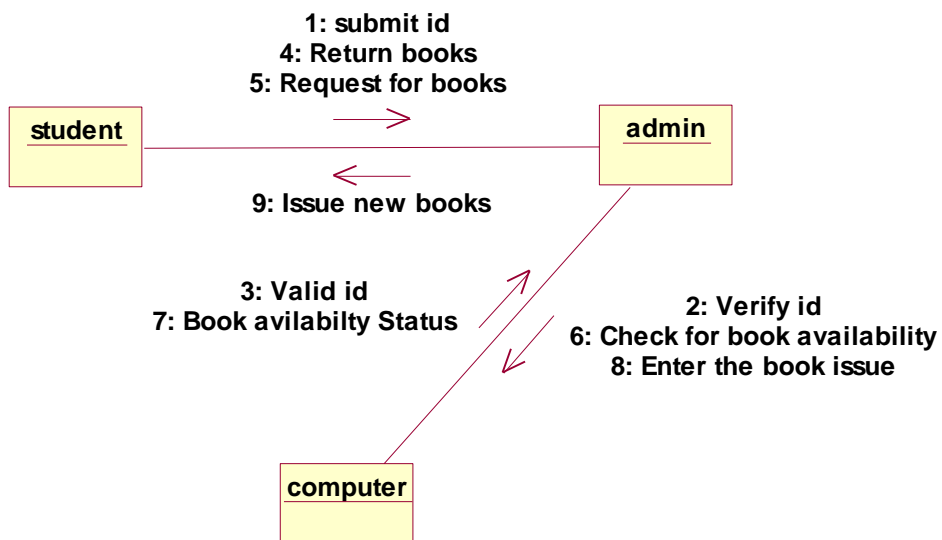 1: submit id
4: Return books
5: Request for books
student
admin
9: Issue new books
3: Valid id
7: Book avilabilty Status
2: Verify id
6: Check for book availability
8: Enter the book issue
computer